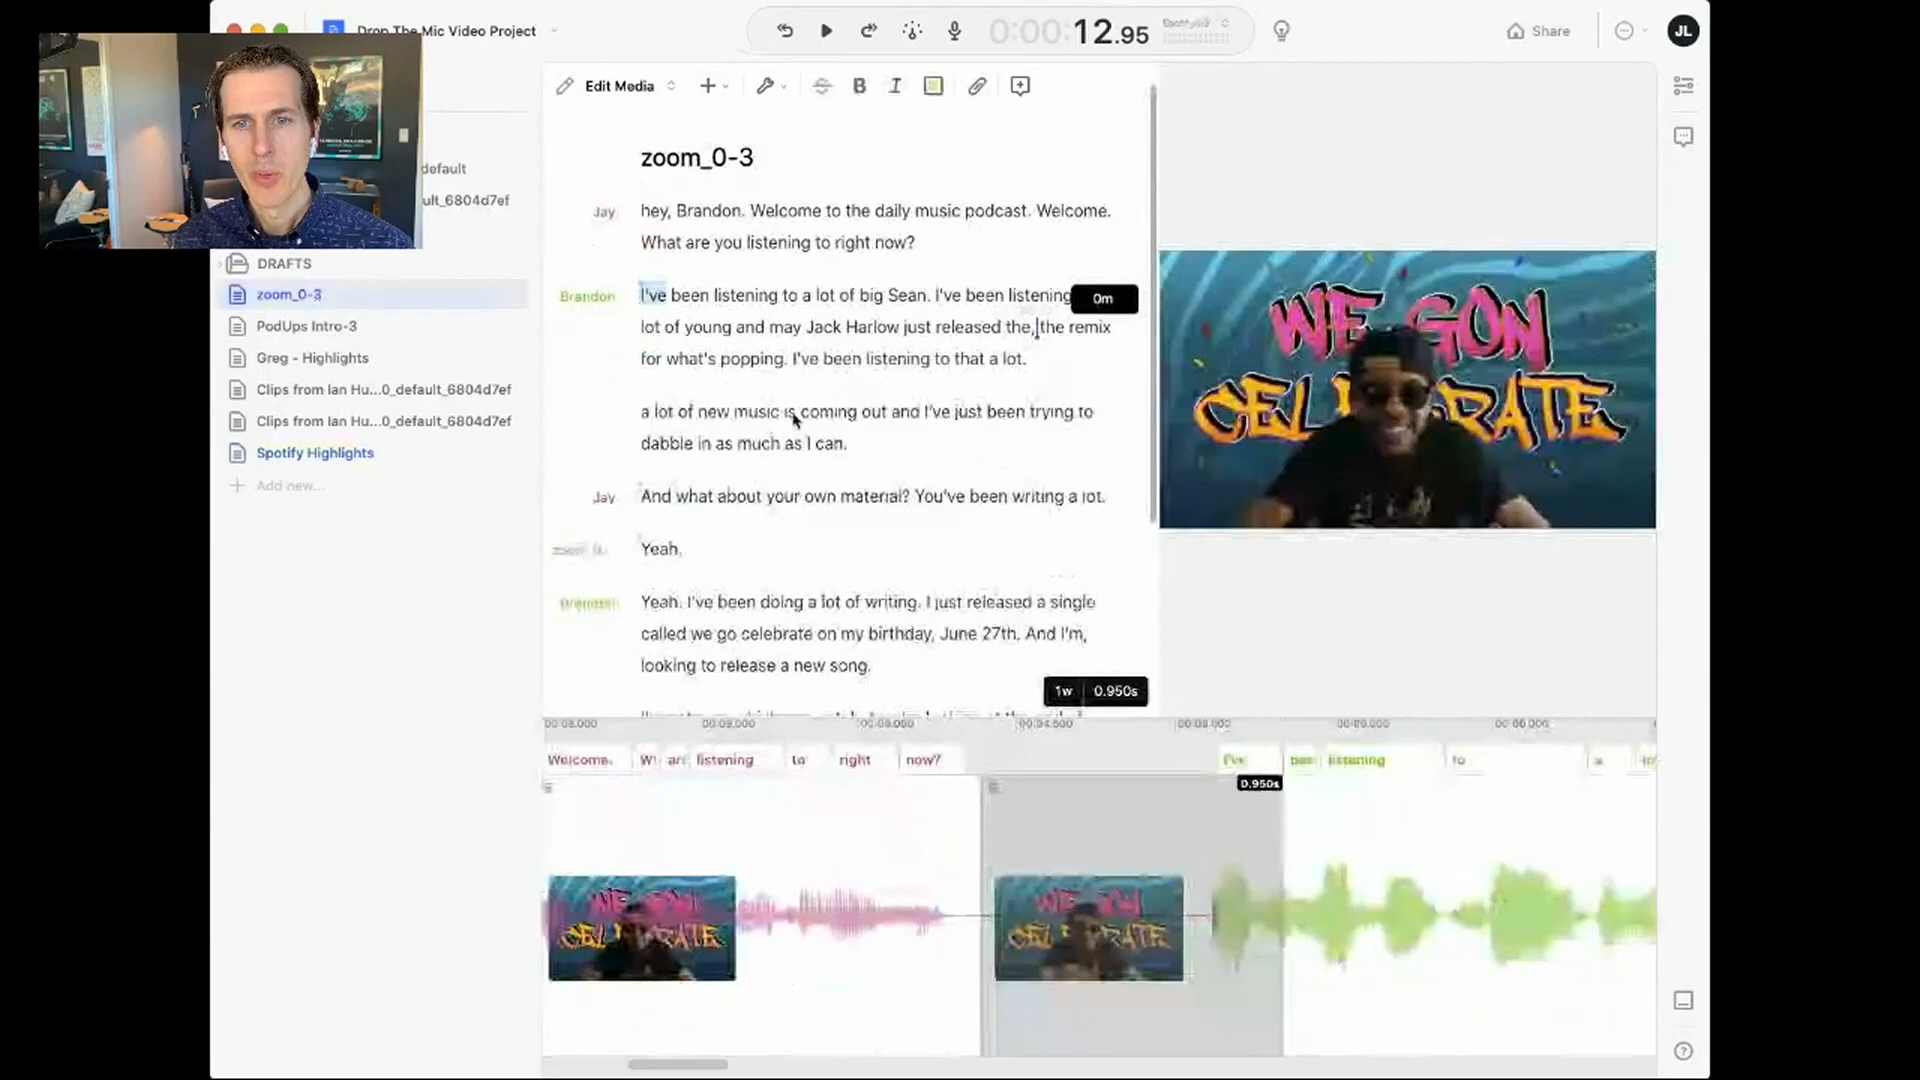 Drop The Mic Video Project
0:00:12.95
Share
JL
Edit Media
B
I
zoom_0-3
Jay
hey, Brandon. Welcome to the daily music podcast. Welcome.
What are you listening to right now?
Brandon
I've been listening to a lot of big Sean. I've been listening
0m
lot of young and may Jack Harlow just released the, the remix
for what's popping. I've been listening to that a lot.
a lot of new music is coming out and I've just been trying to
dabble in as much as I can.
Jay
And what about your own material? You've been writing a lot.
Yeah,
Brandon
Yeah. I've been doing a lot of writing. I just released a single
called we go celebrate on my birthday, June 27th. And I'm,
looking to release a new song.
1w 0.950s
default
ult_6804d7ef
DRAFTS
zoom_0-3
PodUps Intro-3
Greg - Highlights
Clips from Ian Hu...0_default_6804d7ef
Clips from Ian Hu...0_default_6804d7ef
Spotify Highlights
Add new...
WE GON
CELEBRATE
Welcome. listening to right now? I've listening to a
0.950s
WE GON
CELEBRATE
WE GON
CELEBRATE